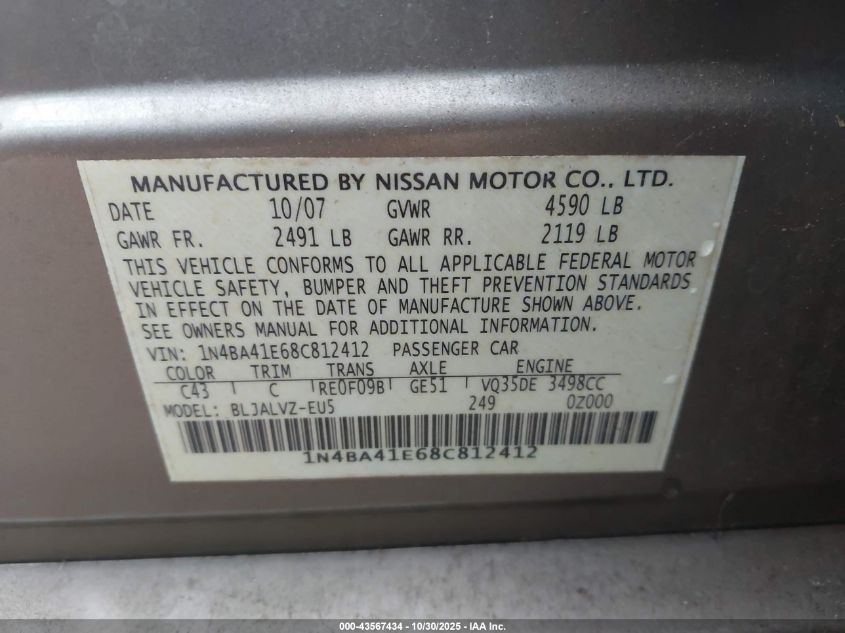 MANUFACTURED BY NISSAN MOTOR CO., LTD.
DATE 10/07 GVWR 4590 LB
GAWR FR. 2491 LB GAWR RR. 2119 LB
THIS VEHICLE CONFORMS TO ALL APPLICABLE FEDERAL MOTOR
VEHICLE SAFETY, BUMPER AND THEFT PREVENTION STANDARDS
IN EFFECT ON THE DATE OF MANUFACTURE SHOWN ABOVE.
SEE OWNERS MANUAL FOR ADDITIONAL INFORMATION.
VIN: 1N4BA41E68C812412 PASSENGER CAR
COLOR TRIM TRANS AXLE ENGINE
C43 C RE0F09B GE51 VQ35DE 3498CC
MODEL: BLJALVZ-EU5 249 0Z000
1N4BA41E68C812412
000-43567434 - 10/30/2025 - IAA Inc.